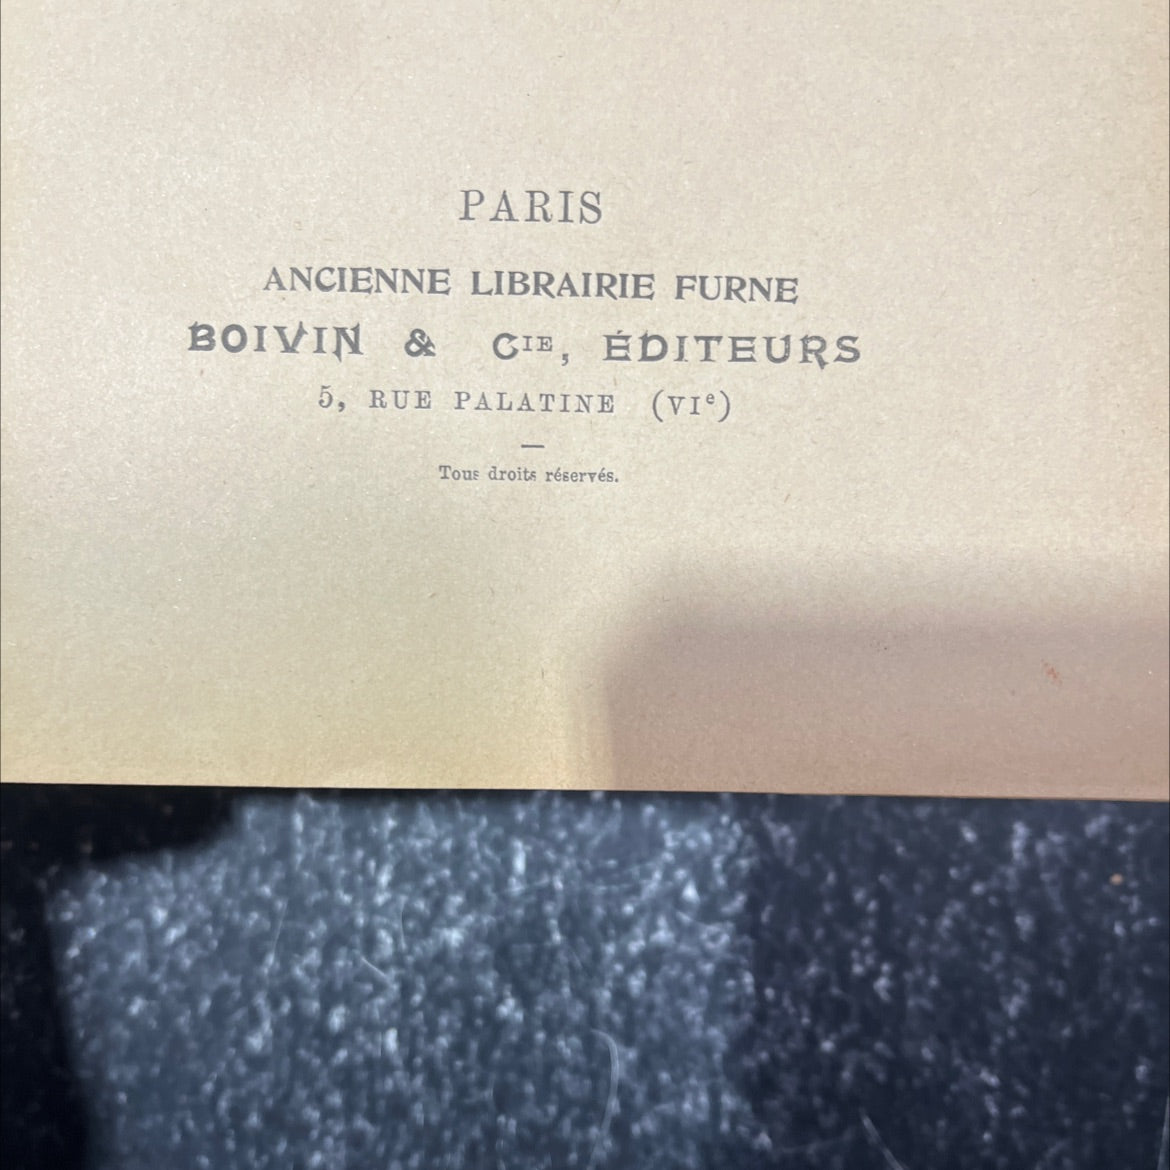 PARIS
ANCIENNE LIBRAIRIE FURNE
BOIVIN & CIE, ÉDITEURS
5, RUE PALATINE (VIe)
Tous droits réservés.